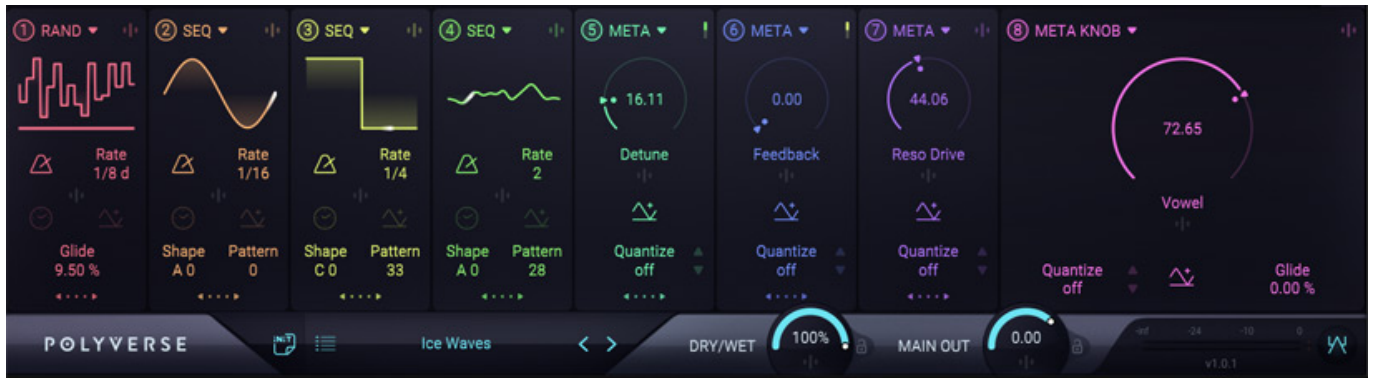 1 RAND
2 SEQ
3 SEQ
4 SEQ
5 META
6 META
7 META
8 META KNOB
16.11
0.00
44.06
72.65
Rate
1/8 d
Rate
1/16
Rate
1/4
Rate
2
Detune
Feedback
Reso Drive
Vowel
Glide
9.50 %
Shape
A 0
Pattern
0
Shape
C 0
Pattern
33
Shape
A 0
Pattern
28
Quantize
off
Quantize
off
Quantize
off
Quantize
off
Glide
0.00 %
POLYVERSE
INIT
Ice Waves
DRY/WET
100%
MAIN OUT
0.00
-inf -24 -10 0
v1.0.1